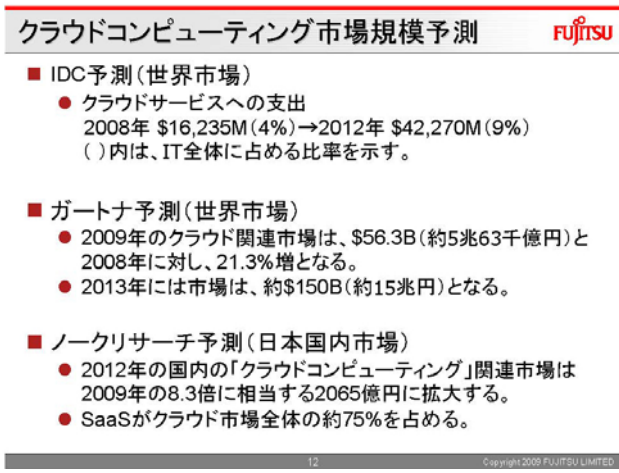 クラウドコンピューティング市場規模予測
FUJITSU
■ IDC予測(世界市場)
● クラウドサービスへの支出
2008年 $16,235M(4%)→2012年 $42,270M(9%)
( )内は、IT全体に占める比率を示す。
■ ガートナ予測(世界市場)
● 2009年のクラウド関連市場は、$56.3B(約5兆63千億円)と
2008年に対し、21.3%増となる。
● 2013年には市場は、約$150B(約15兆円)となる。
■ ノークリサーチ予測(日本国内市場)
● 2012年の国内の「クラウドコンピューティング」関連市場は
2009年の8.3倍に相当する2065億円に拡大する。
● SaaSがクラウド市場全体の約75%を占める。
12
Copyright 2009 FUJITSU LIMITED